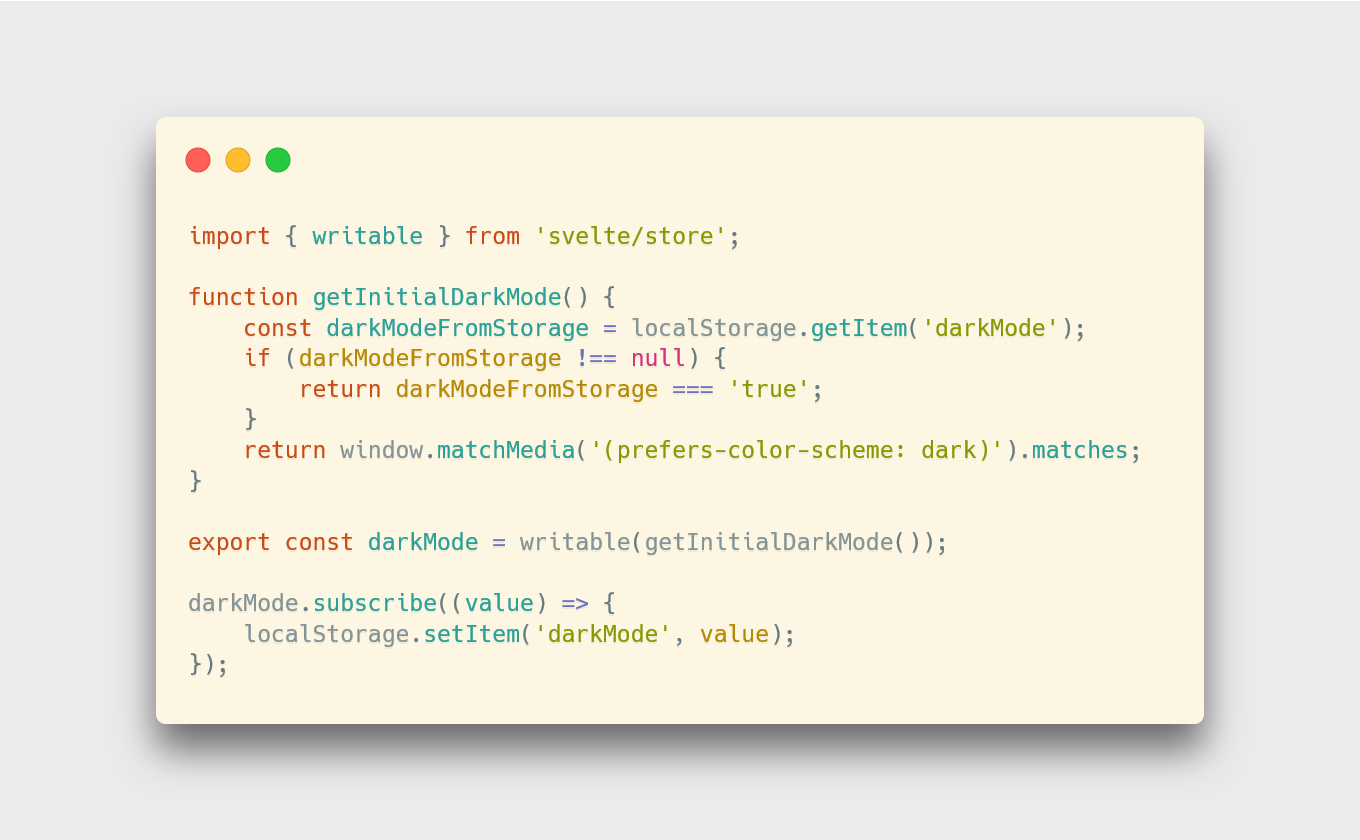 import { writable } from 'svelte/store';

function getInitialDarkMode() {
    const darkModeFromStorage = localStorage.getItem('darkMode');
    if (darkModeFromStorage !== null) {
        return darkModeFromStorage === 'true';
    }
    return window.matchMedia('(prefers-color-scheme: dark)').matches;
}

export const darkMode = writable(getInitialDarkMode());

darkMode.subscribe((value) => {
    localStorage.setItem('darkMode', value);
});